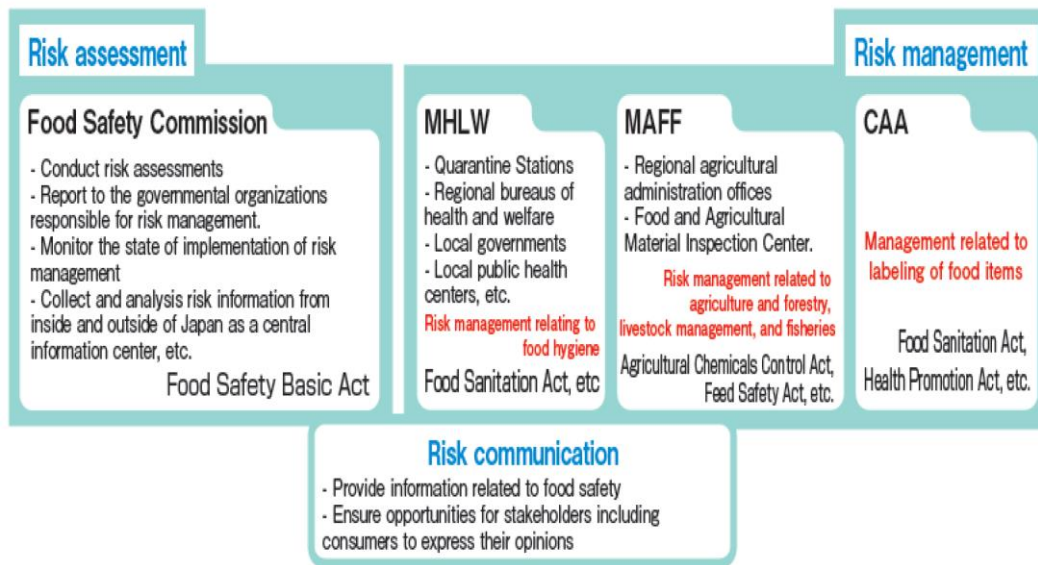 Risk assessment
Food Safety Commission
- Conduct risk assessments
- Report to the governmental organizations
responsible for risk management.
- Monitor the state of implementation of risk
management
- Collect and analysis risk information from
inside and outside of Japan as a central
information center, etc.
Food Safety Basic Act
Risk management
MHLW
- Quarantine Stations
- Regional bureaus of
health and welfare
- Local governments
- Local public health
centers, etc.
Risk management relating to
food hygiene
Food Sanitation Act, etc
MAFF
- Regional agricultural
administration offices
- Food and Agricultural
Material Inspection Center.
Risk management related to
agriculture and forestry,
livestock management, and fisheries
Agricultural Chemicals Control Act,
Feed Safety Act, etc.
CAA
Management related to
labeling of food items
Food Sanitation Act,
Health Promotion Act, etc.
Risk communication
- Provide information related to food safety
- Ensure opportunities for stakeholders including
consumers to express their opinions